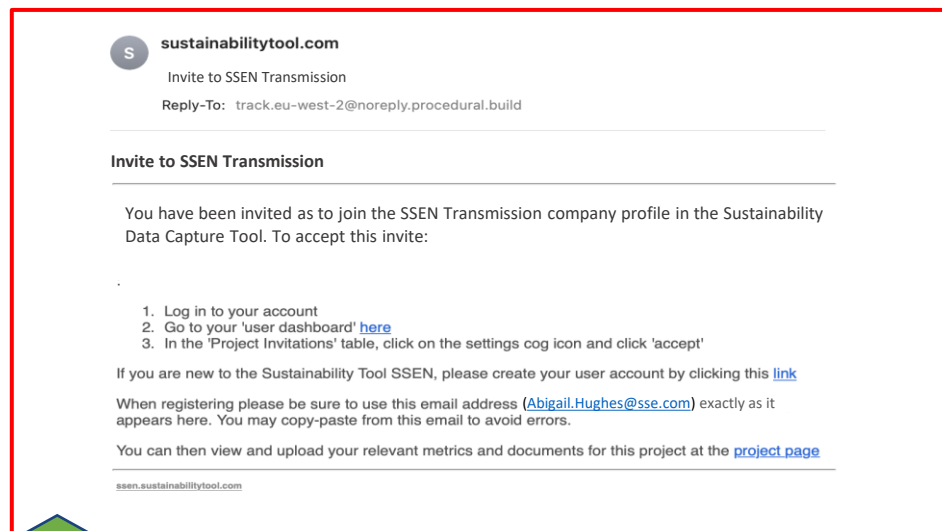 S
sustainabilitytool.com
Invite to SSEN Transmission
Reply-To: track.eu-west-2@noreply.procedural.build
Invite to SSEN Transmission
You have been invited as to join the SSEN Transmission company profile in the Sustainability
Data Capture Tool. To accept this invite:
.
1. Log in to your account
2. Go to your 'user dashboard' here
3. In the 'Project Invitations' table, click on the settings cog icon and click 'accept'
If you are new to the Sustainability Tool SSEN, please create your user account by clicking this link
When registering please be sure to use this email address (Abigail.Hughes@sse.com) exactly as it
appears here. You may copy-paste from this email to avoid errors.
You can then view and upload your relevant metrics and documents for this project at the project page
ssen.sustainabilitytool.com